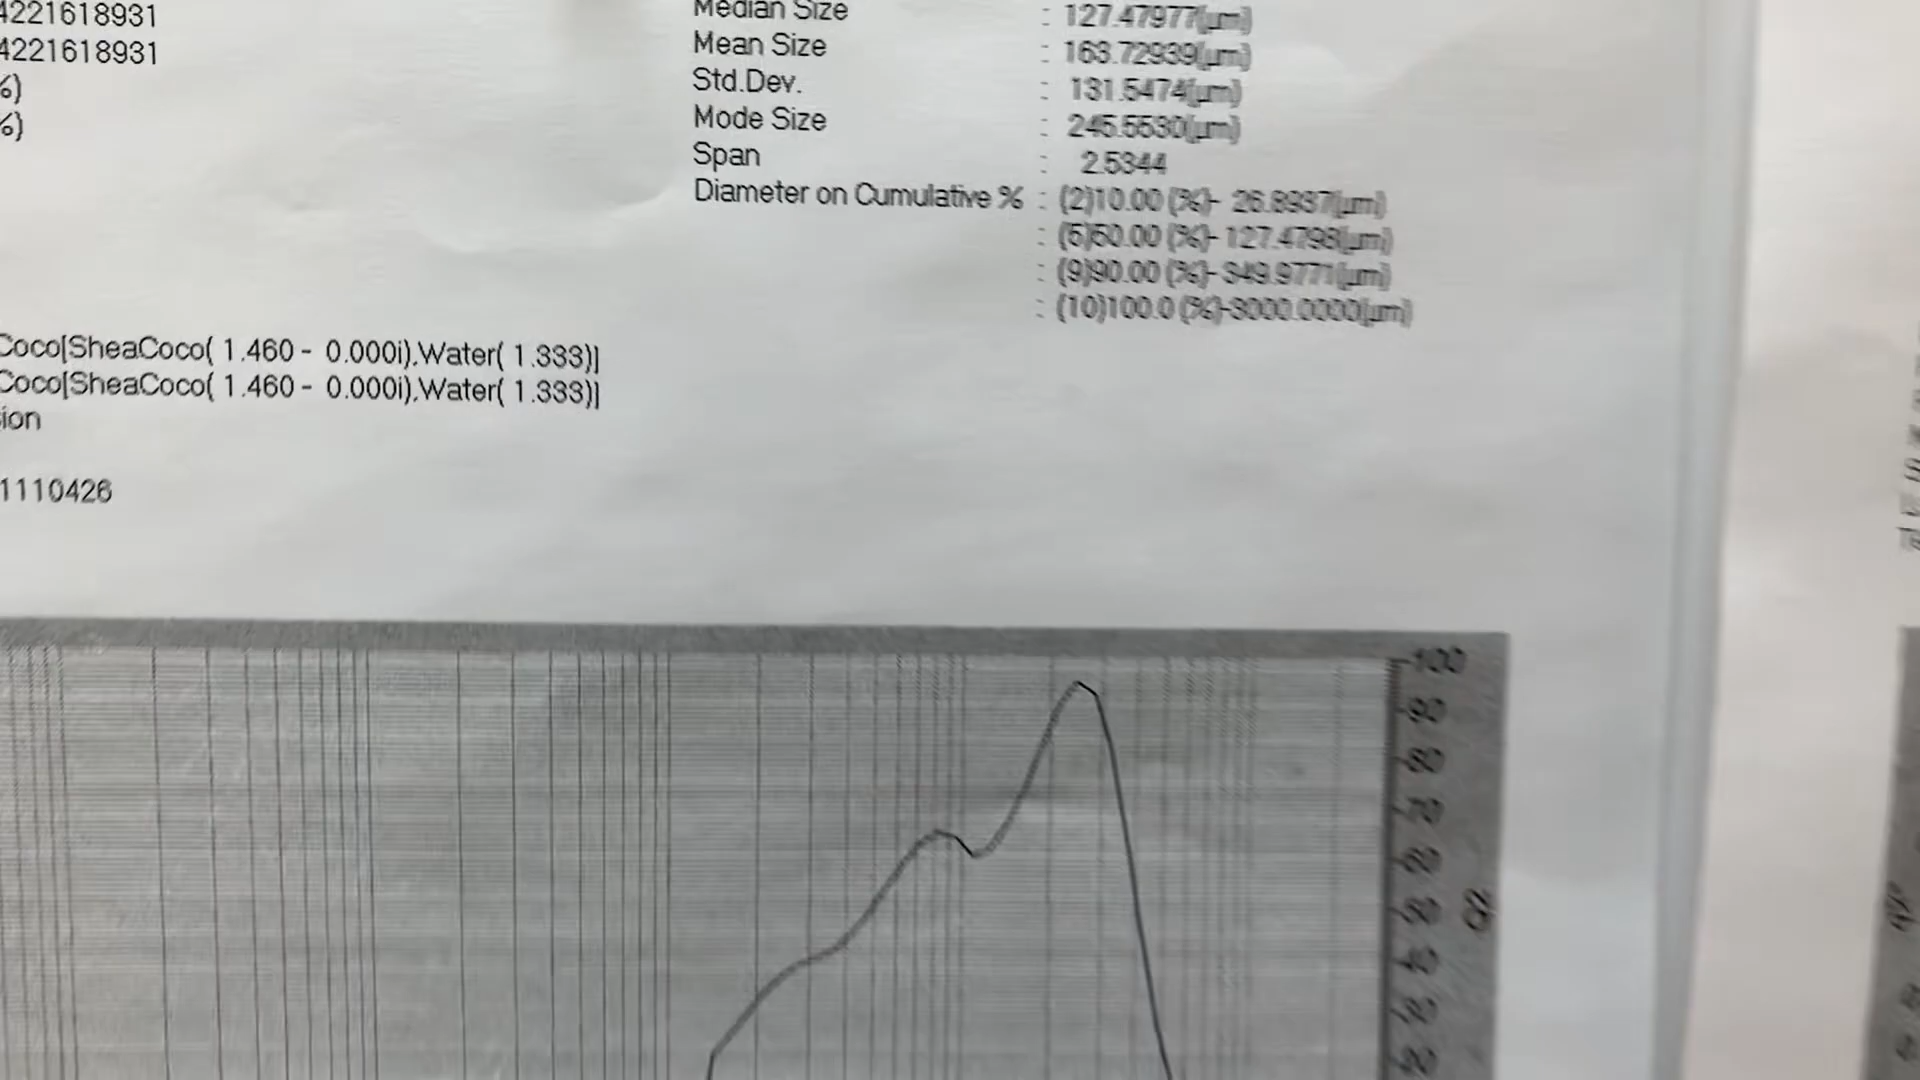 4221618931
4221618931
%)
%)
Median Size : 127.47977(µm)
Mean Size : 163.72939(µm)
Std.Dev. : 131.5474(µm)
Mode Size : 245.5530(µm)
Span : 2.5344
Diameter on Cumulative % : (2)10.00 (%)- 26.8937(µm)
: (5)50.00 (%)- 127.4798(µm)
: (9)90.00 (%)- 349.9771(µm)
: (10)100.0 (%)-3000.0000(µm)
Coco[SheaCoco( 1.460 - 0.000i),Water( 1.333)]
Coco[SheaCoco( 1.460 - 0.000i),Water( 1.333)]
sion
1110426
100
90
80
70
60
50
40
30
20